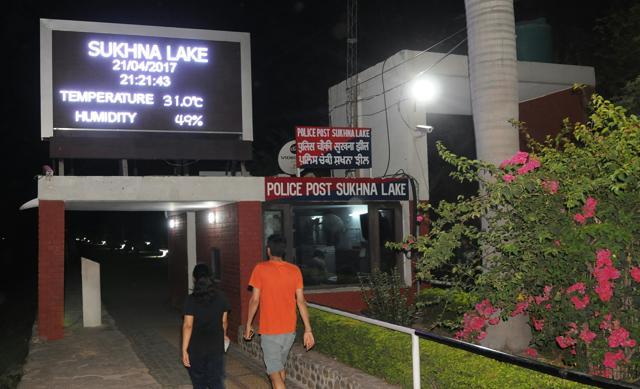 SUKHNA LAKE
21/04/2017
21:21:43
TEMPERATURE 31.0℃
HUMIDITY 49%
POLICE POST SUKHNA LAKE
पुलिस चौकी सुखना झील
ਪੁਲਿਸ ਚੌਕੀ ਸੁਖਨਾ ਝੀਲ
POLICE POST SUKHNA LAKE